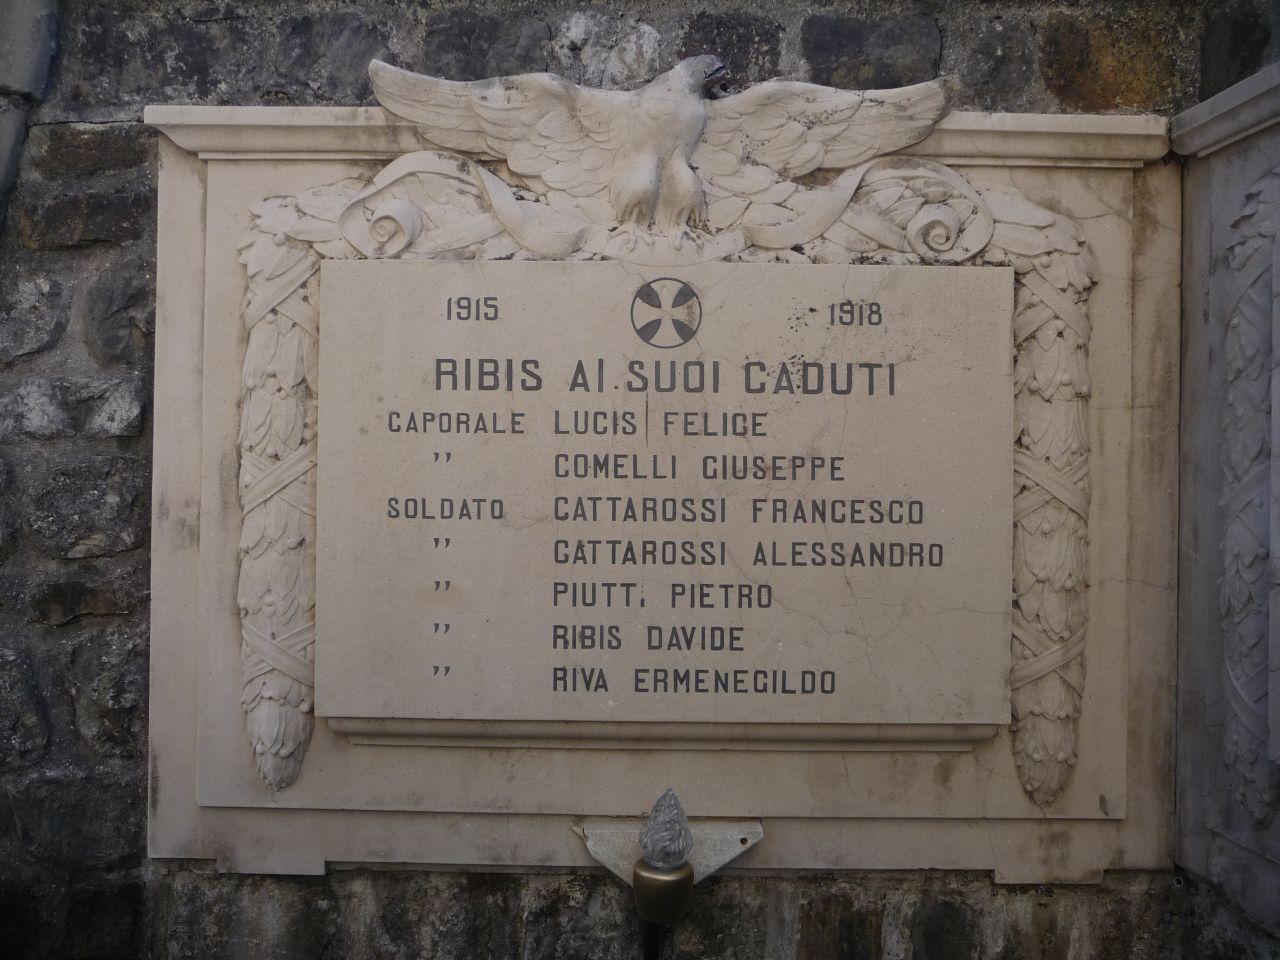 1915 1918
RIBIS AI SUOI CADUTI
CAPORALE LUCIS FELICE
" COMELLI GIUSEPPE
SOLDATO CATTAROSSI FRANCESCO
" CATTAROSSI ALESSANDRO
" PIUTTI PIETRO
" RIBIS DAVIDE
" RIVA ERMENEGILDO